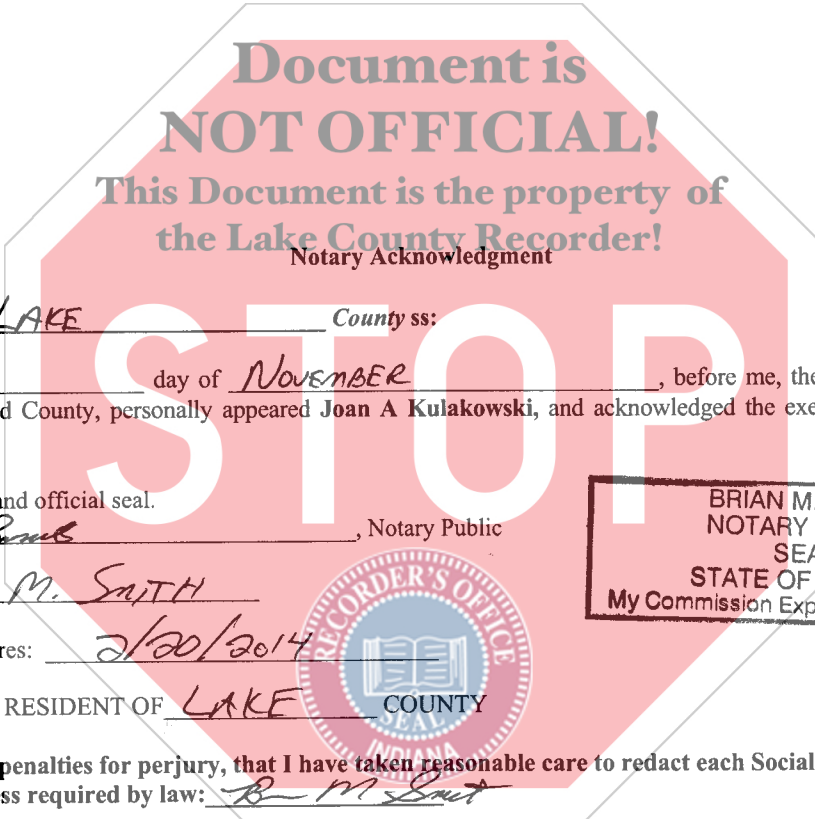 Document is
NOT OFFICIAL!
This Document is the property of
the Lake County Recorder!
Notary Acknowledgment
LAKE County ss:
day of NOVEMBER, before me, the
d County, personally appeared Joan A Kulakowski, and acknowledged the exe
STOP
and official seal.
, Notary Public
BRIAN M.
NOTARY
SEA
STATE OF
My Commission Exp
M. SMITH
RECORDER'S OFFICE
SEAL
INDIANA
res: 2/20/2014
RESIDENT OF LAKE COUNTY
penalties for perjury, that I have taken reasonable care to redact each Social
ss required by law: